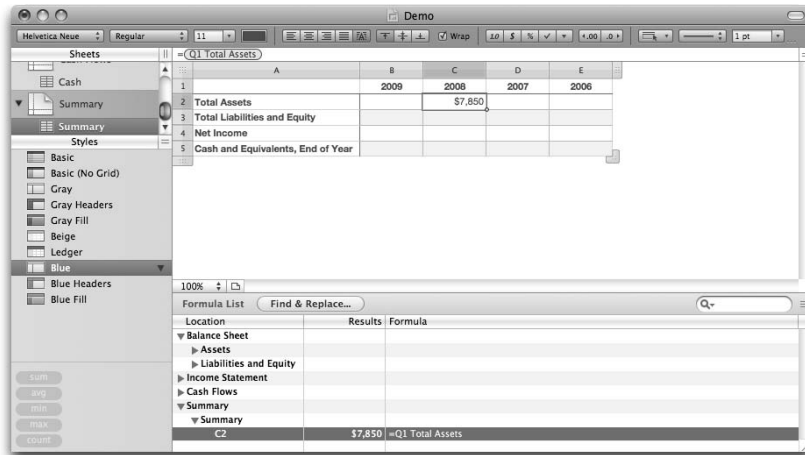 Demo
Helvetica Neue Regular 11 Wrap 1.0 $ % .00 .0 1 pt
Sheets
=Q1 Total Assets
Cash
Summary
Summary
A B C D E
1 2009 2008 2007 2006
2 Total Assets $7,850
3 Total Liabilities and Equity
4 Net Income
5 Cash and Equivalents, End of Year
Styles
Basic
Basic (No Grid)
Gray
Gray Headers
Gray Fill
Beige
Ledger
Blue
Blue Headers
Blue Fill
sum
avg
min
max
count
100%
Formula List Find & Replace...
Location Results Formula
Balance Sheet
Assets
Liabilities and Equity
Income Statement
Cash Flows
Summary
Summary
C2 $7,850 =Q1 Total Assets